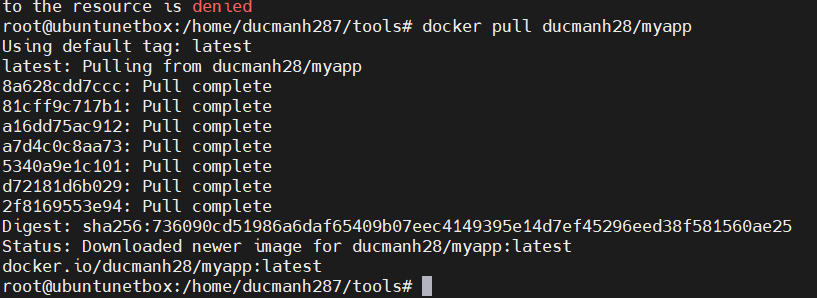 to the resource is denied
root@ubuntunetbox:/home/ducmanh287/tools# docker pull ducmanh28/myapp
Using default tag: latest
latest: Pulling from ducmanh28/myapp
8a628cdd7ccc: Pull complete
81cff9c717b1: Pull complete
a16dd75ac912: Pull complete
a7d4c0c8aa73: Pull complete
5340a9e1c101: Pull complete
d72181d6b029: Pull complete
2f8169553e94: Pull complete
Digest: sha256:736090cd51986a6daf65409b07eec4149395e14d7ef45296eed38f581560ae25
Status: Downloaded newer image for ducmanh28/myapp:latest
docker.io/ducmanh28/myapp:latest
root@ubuntunetbox:/home/ducmanh287/tools#